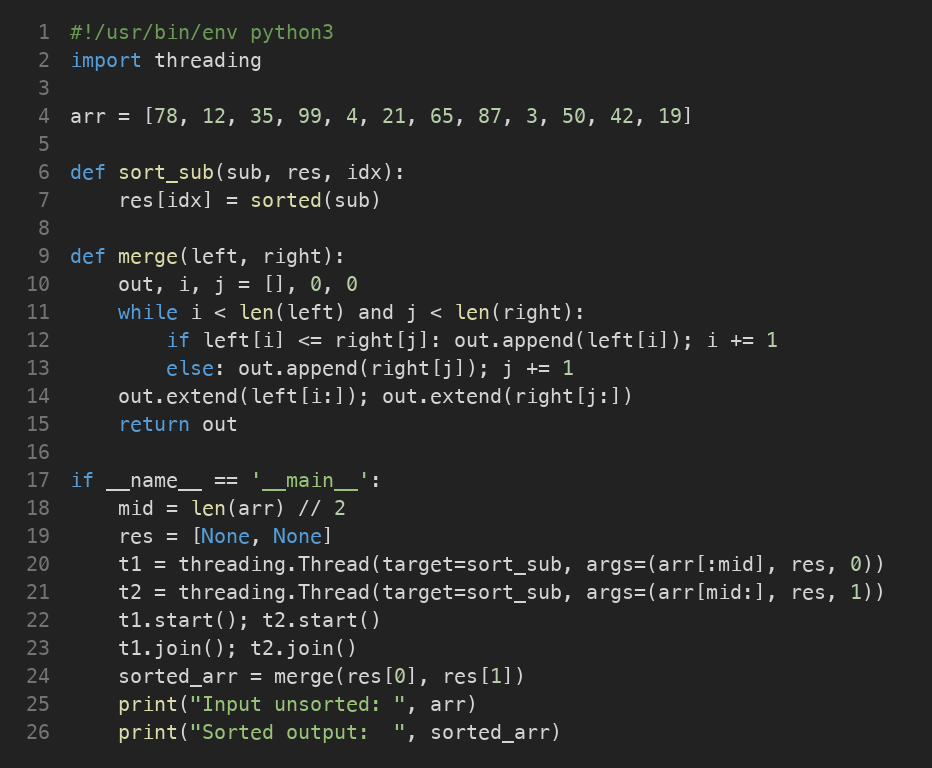 1 #!/usr/bin/env python3
2 import threading
3
4 arr = [78, 12, 35, 99, 4, 21, 65, 87, 3, 50, 42, 19]
5
6 def sort_sub(sub, res, idx):
7     res[idx] = sorted(sub)
8
9 def merge(left, right):
10     out, i, j = [], 0, 0
11     while i < len(left) and j < len(right):
12         if left[i] <= right[j]: out.append(left[i]); i += 1
13         else: out.append(right[j]); j += 1
14     out.extend(left[i:]); out.extend(right[j:])
15     return out
16
17 if __name__ == '__main__':
18     mid = len(arr) // 2
19     res = [None, None]
20     t1 = threading.Thread(target=sort_sub, args=(arr[:mid], res, 0))
21     t2 = threading.Thread(target=sort_sub, args=(arr[mid:], res, 1))
22     t1.start(); t2.start()
23     t1.join(); t2.join()
24     sorted_arr = merge(res[0], res[1])
25     print("Input unsorted: ", arr)
26     print("Sorted output:  ", sorted_arr)